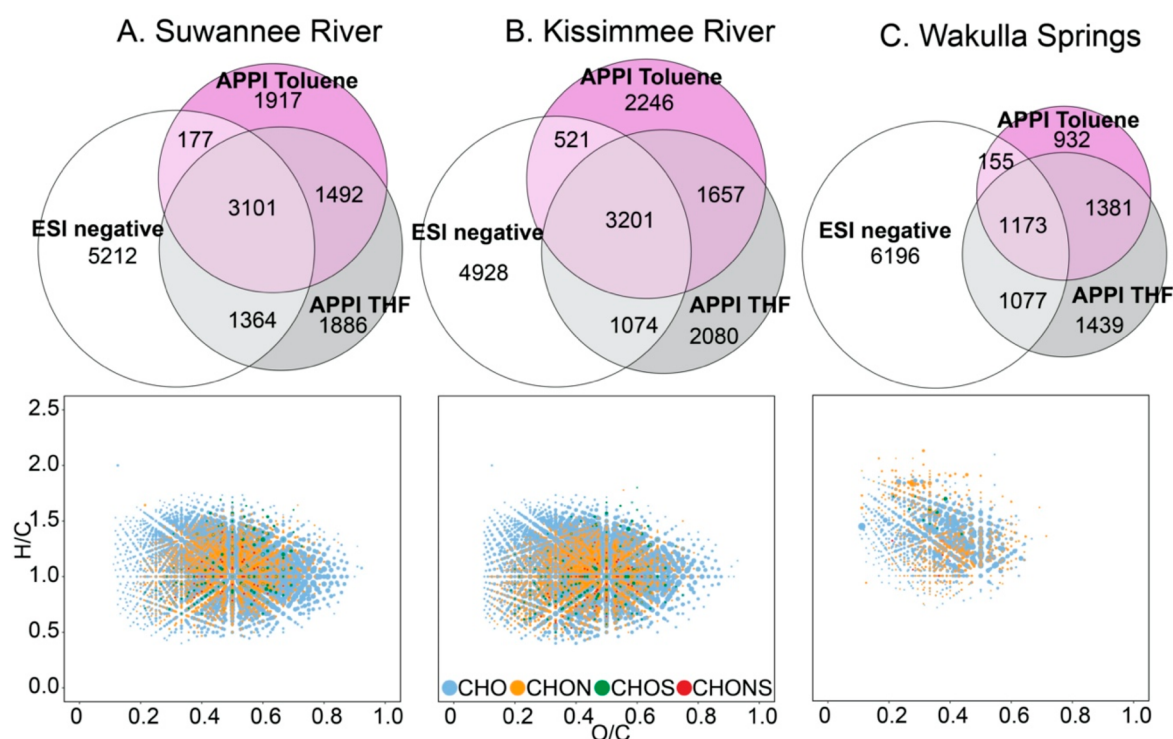 A. Suwannee River
B. Kissimmee River
C. Wakulla Springs
APPI Toluene
1917
177
3101
1492
ESI negative
5212
APPI THF
1364
1886
APPI Toluene
2246
521
3201
1657
ESI negative
4928
APPI THF
1074
2080
APPI Toluene
932
155
1173
1381
ESI negative
6196
APPI THF
1077
1439
H/C
2.5
2.0
1.5
1.0
0.5
0.0
0 0.2 0.4 0.6 0.8 1.0
CHO CHON CHOS CHONS
0 0.2 0.4 0.6 0.8 1.0
O/C
0 0.2 0.4 0.6 0.8 1.0